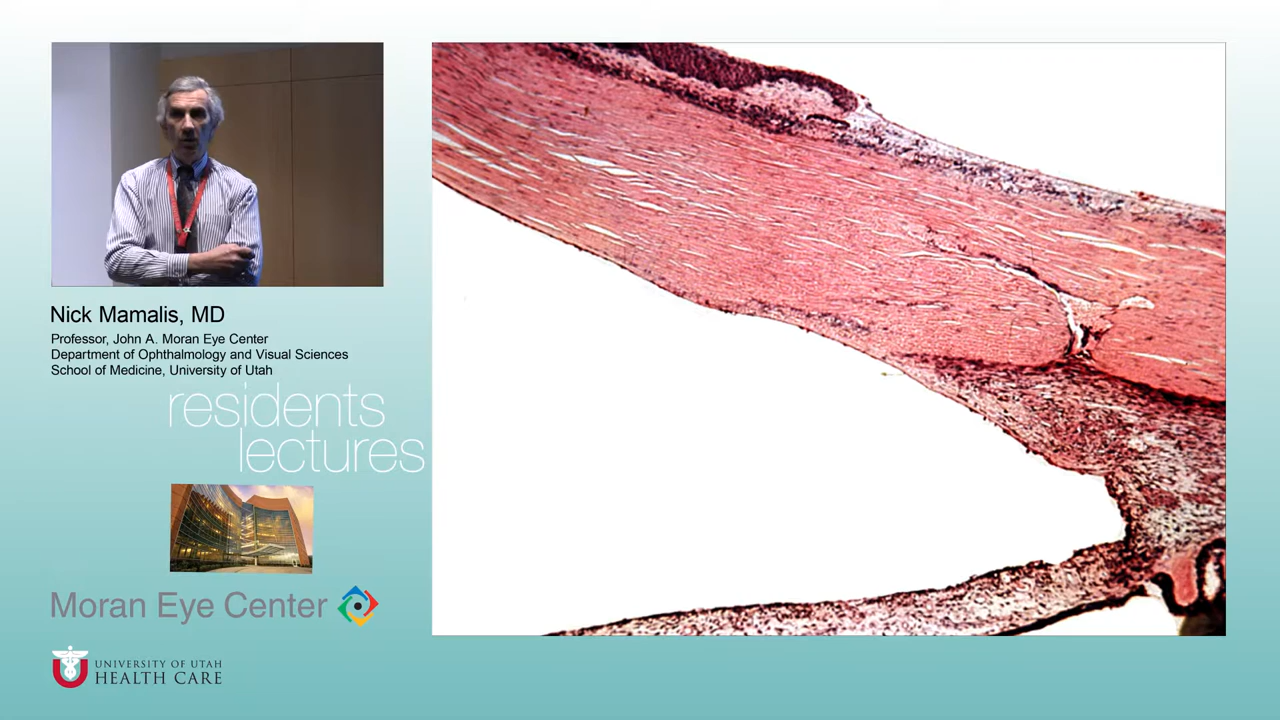 Nick Mamalis, MD
Professor, John A. Moran Eye Center
Department of Ophthalmology and Visual Sciences
School of Medicine, University of Utah
residents
lectures
Moran Eye Center
UNIVERSITY OF UTAH
HEALTH CARE